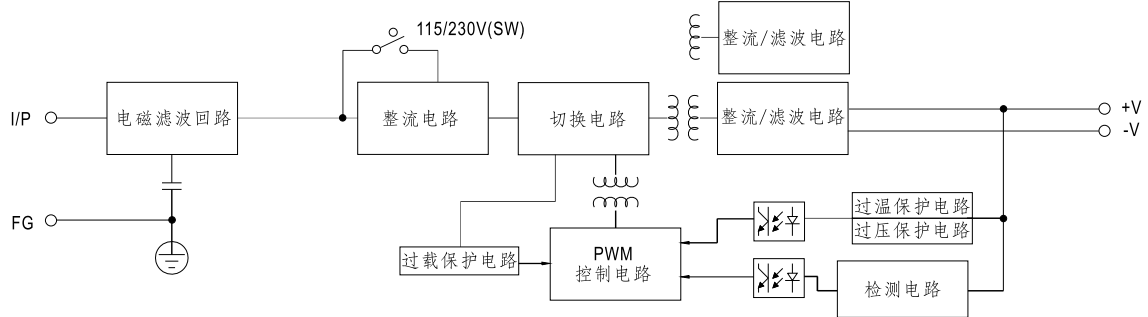 115/230V(SW)
整流/滤波电路
I/P
电磁滤波回路
整流电路
切换电路
整流/滤波电路
+V
-V
FG
过载保护电路
PWM
控制电路
过温保护电路
过压保护电路
检测电路